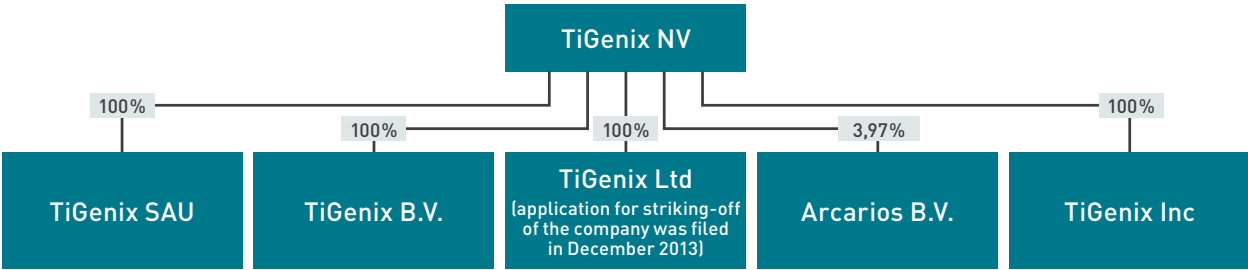 TiGenix NV
100%
100%
100%
100%
3,97%
TiGenix SAU
TiGenix B.V.
TiGenix Ltd
(application for striking-off
of the company was filed
in December 2013)
Arcarios B.V.
TiGenix Inc